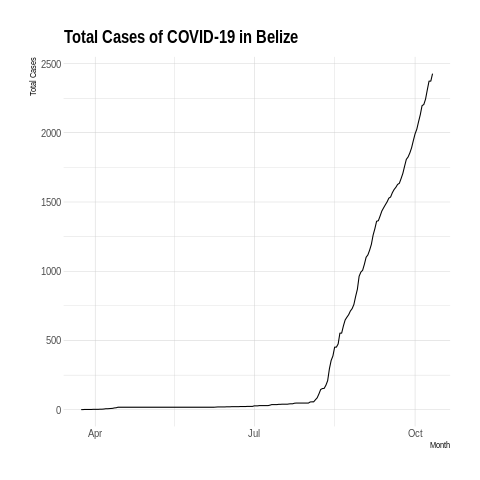 Total Cases of COVID-19 in Belize
Total Cases
2500
2000
1500
1000
500
0
Apr
Jul
Oct
Month